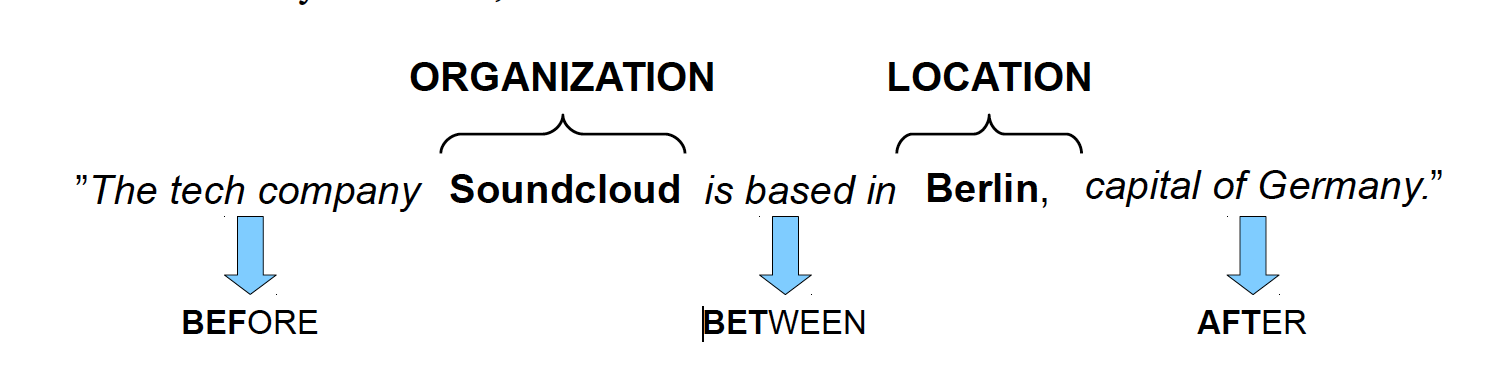 ORGANIZATION LOCATION
”The tech company Soundcloud is based in Berlin, capital of Germany.”
BEFORE BETWEEN AFTER